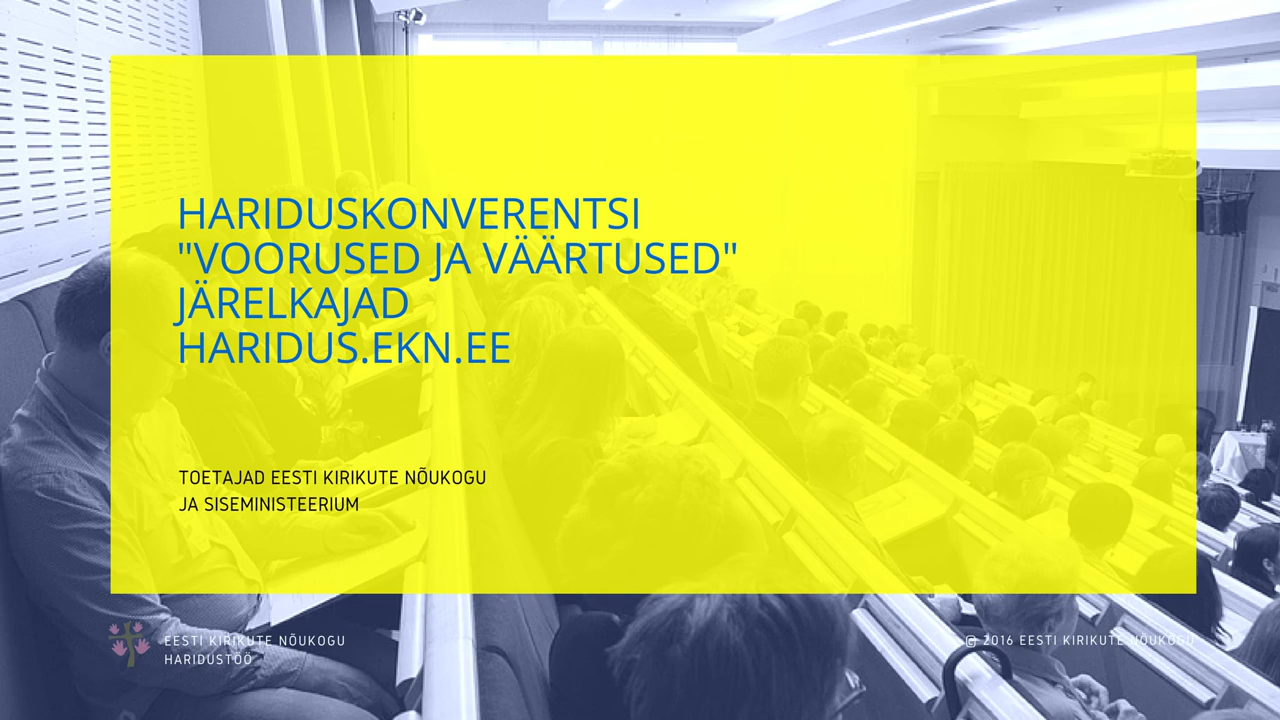 HARIDUSKONVERENTSI
"VOORUSED JA VÄÄRTUSED"
JÄRELKAJAD
HARIDUS.EKN.EE
TOETAJAD EESTI KIRIKUTE NÕUKOGU
JA SISEMINISTEERIUM
EESTI KIRIKUTE NÕUKOGU
HARIDUSTÖÖ
@ 2016 EESTI KIRIKUTE NÕUKOGU